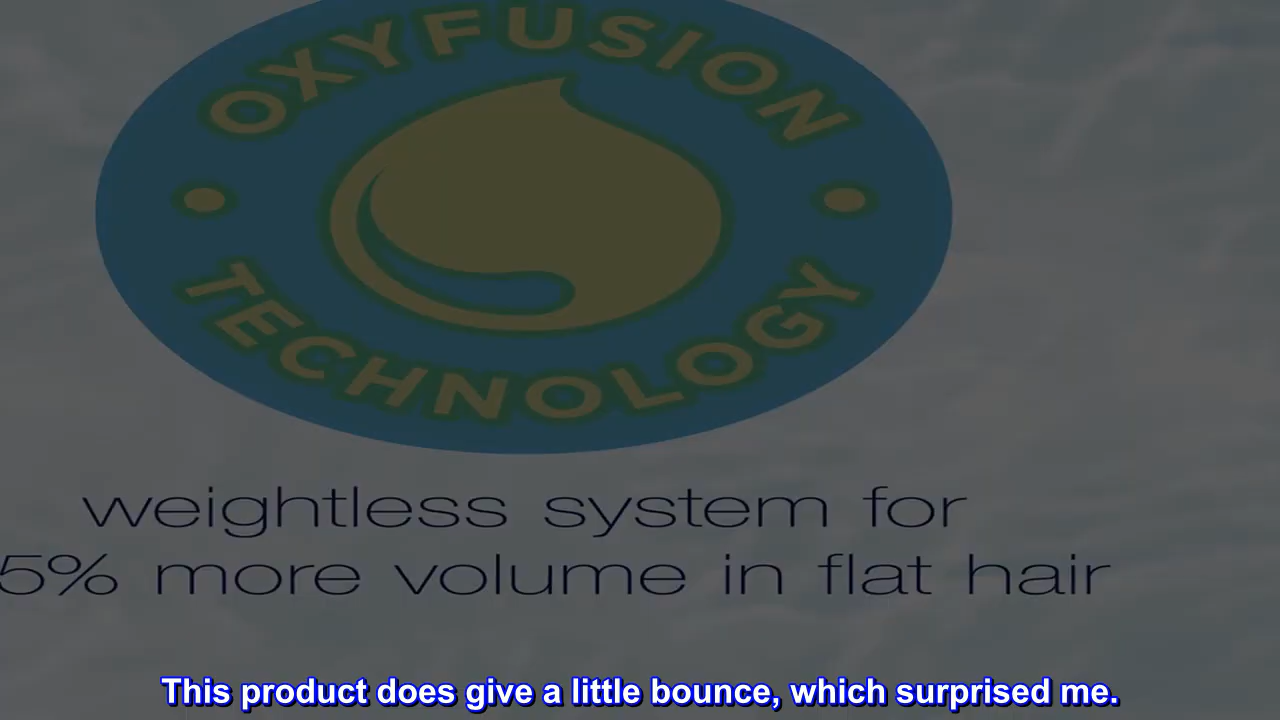 OXYFUSION
TECHNOLOGY
weightless system for
5% more volume in flat hair
This product does give a little bounce, which surprised me.